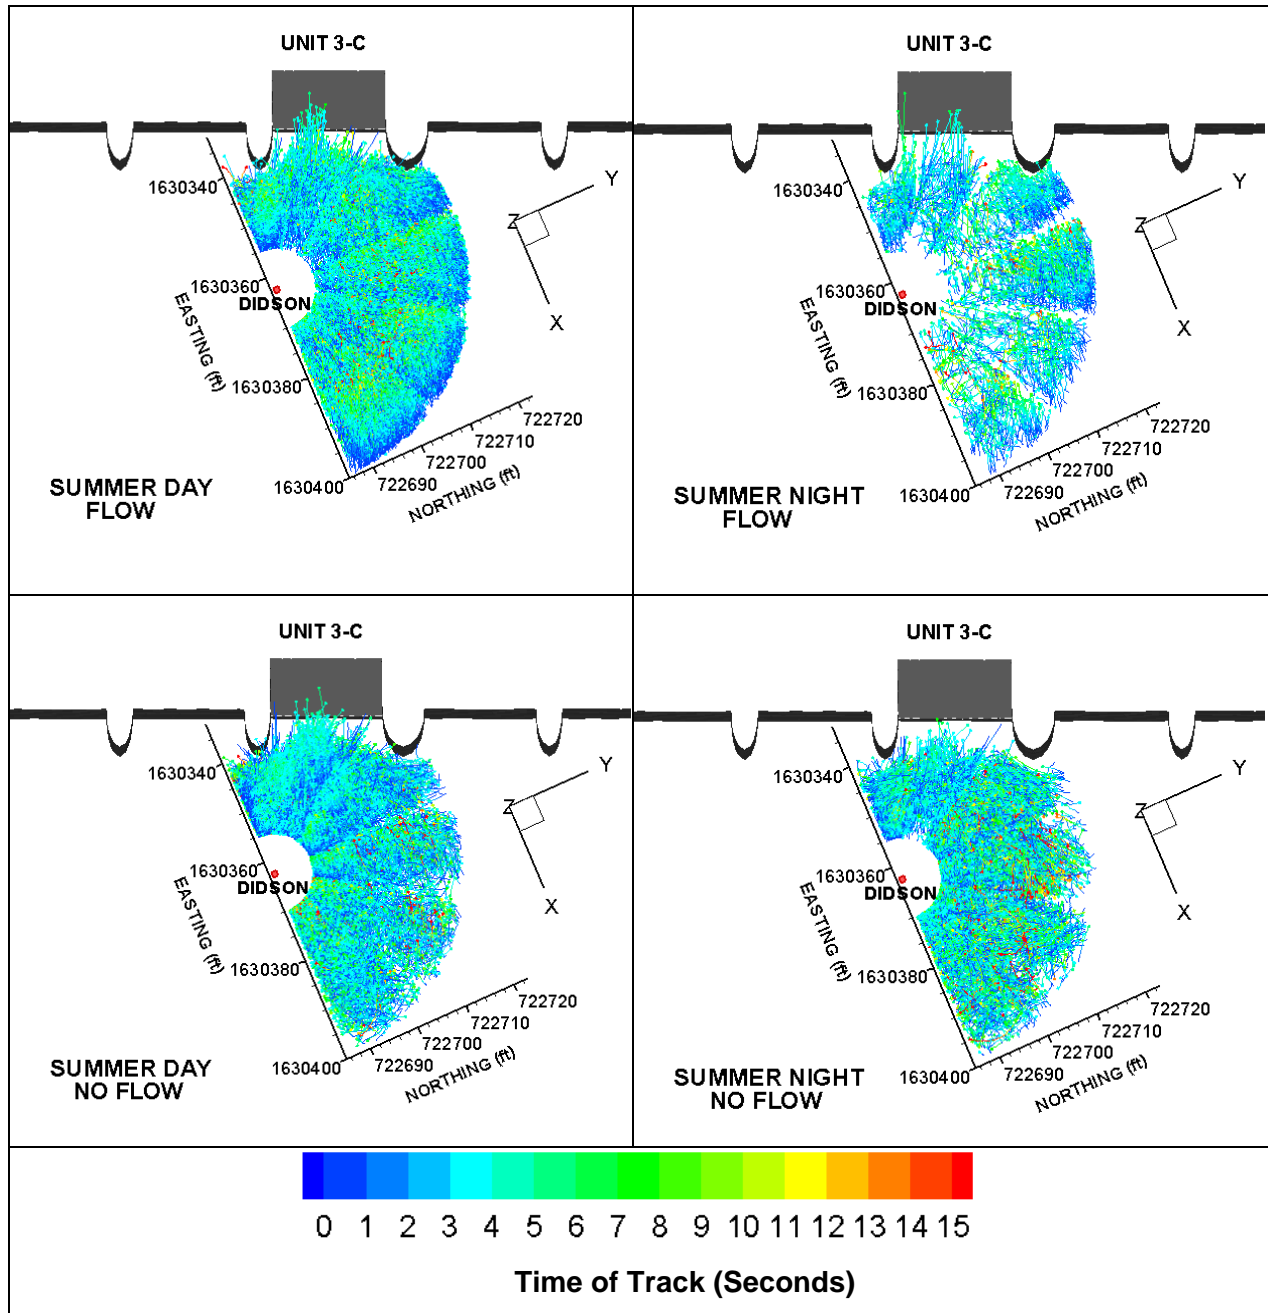 UNIT 3-C
Y
Z
X
1630340
1630360
DIDSON
EASTING (ft)
1630380
1630400
722690
722700
722710
722720
NORTHING (ft)
SUMMER DAY
FLOW
UNIT 3-C
Y
Z
X
1630340
1630360
DIDSON
EASTING (ft)
1630380
1630400
722690
722700
722710
722720
NORTHING (ft)
SUMMER NIGHT
FLOW
UNIT 3-C
Y
Z
X
1630340
1630360
DIDSON
EASTING (ft)
1630380
1630400
722690
722700
722710
722720
NORTHING (ft)
SUMMER DAY
NO FLOW
UNIT 3-C
Y
Z
X
1630340
1630360
DIDSON
EASTING (ft)
1630380
1630400
722690
722700
722710
722720
NORTHING (ft)
SUMMER NIGHT
NO FLOW
0 1 2 3 4 5 6 7 8 9 10 11 12 13 14 15
Time of Track (Seconds)